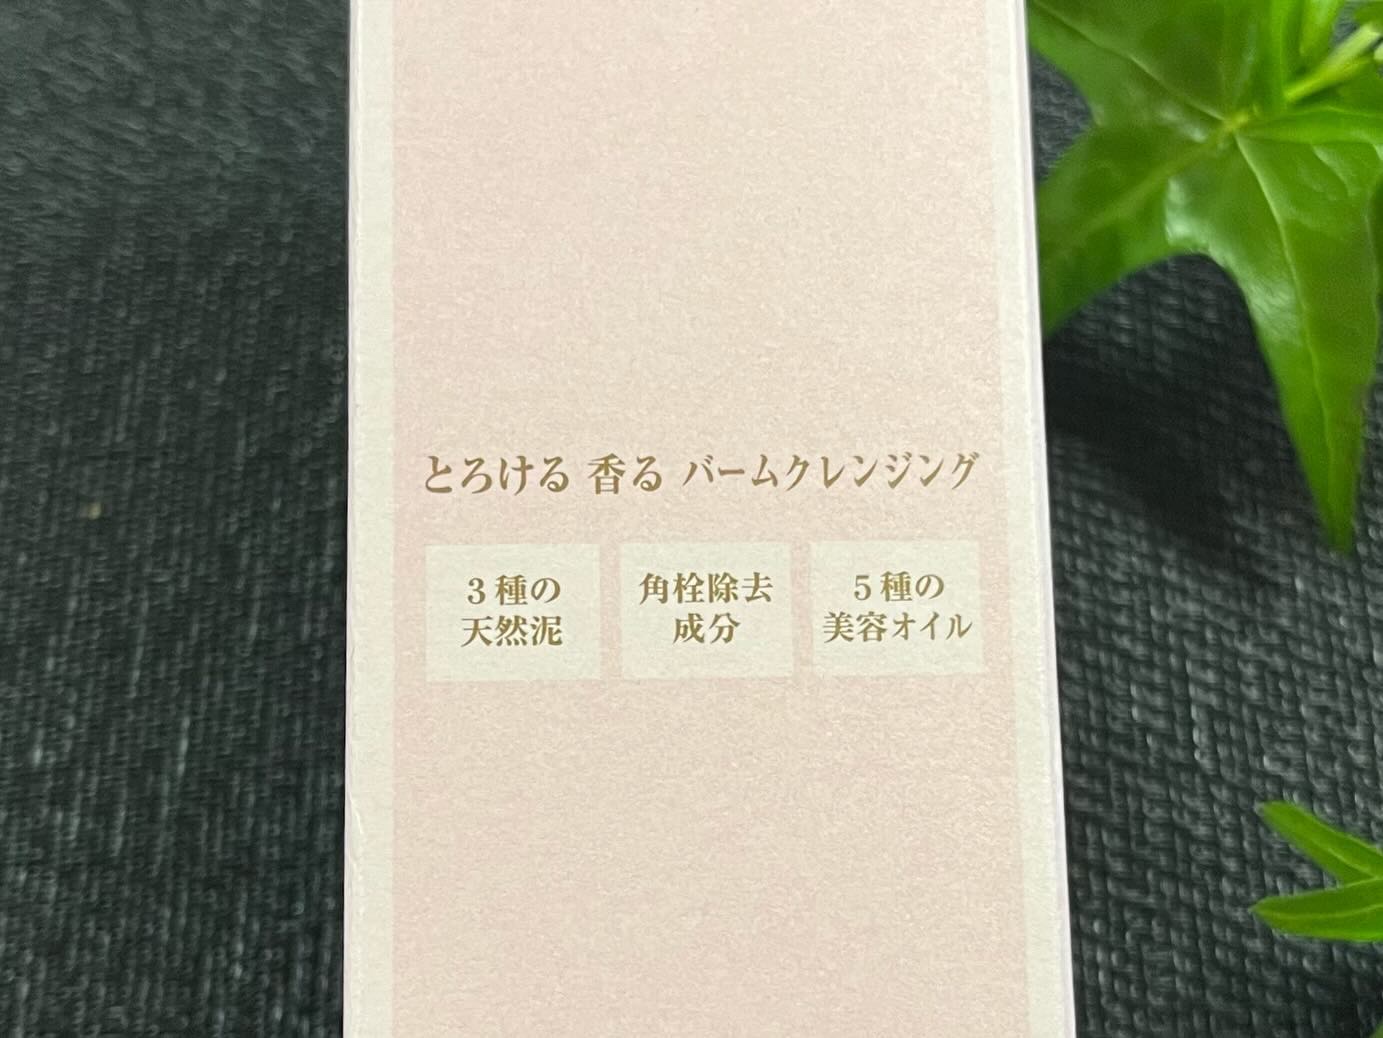 とろける 香る バームクレンジング
3種の
天然泥
角栓除去
成分
5種の
美容オイル